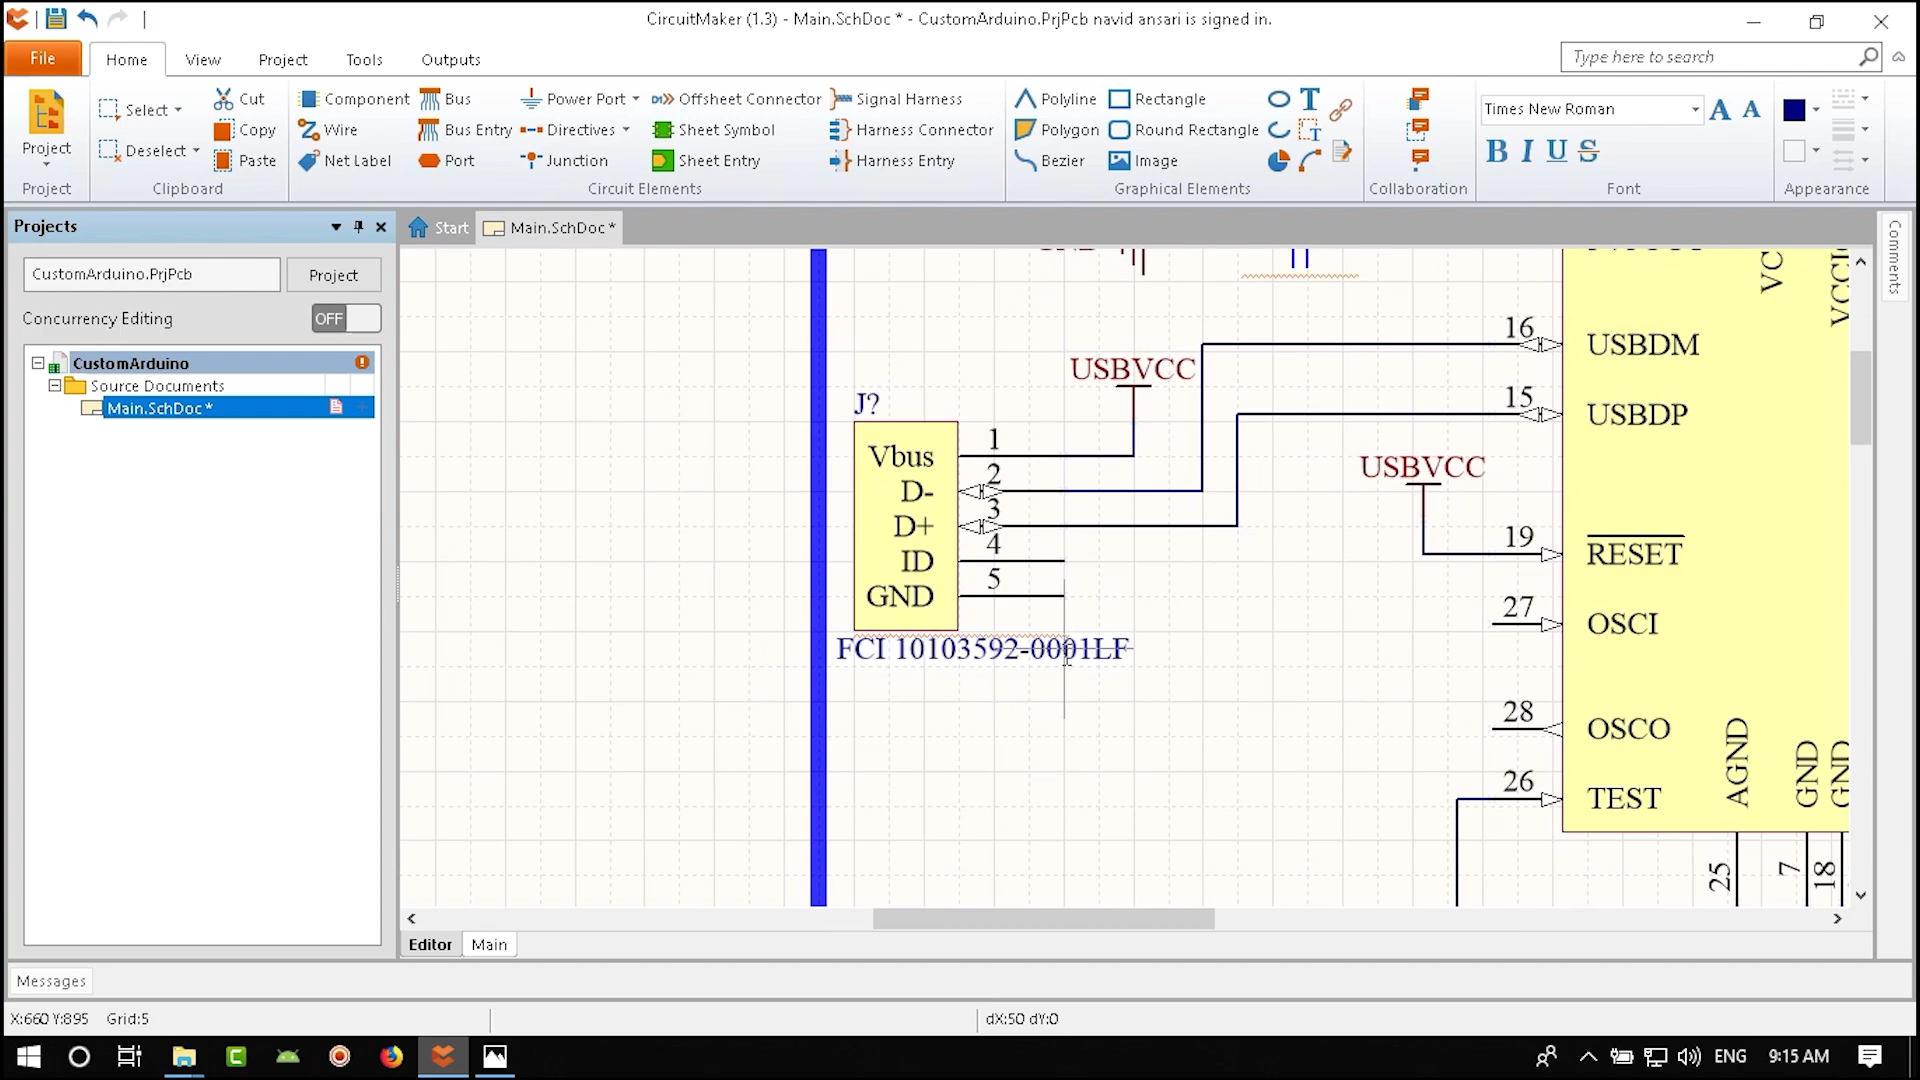 CircuitMaker (1.3) - Main.SchDoc * - CustomArduino.PrjPcb navid ansari is signed in.
File Home View Project Tools Outputs
Type here to search
Project
Project
Select
Deselect
Cut
Copy
Paste
Clipboard
Component
Wire
Net Label
Bus
Bus Entry
Port
Power Port
Directives
Junction
Offsheet Connector
Sheet Symbol
Sheet Entry
Signal Harness
Harness Connector
Harness Entry
Circuit Elements
Polyline
Polygon
Bezier
Rectangle
Round Rectangle
Image
Graphical Elements
Collaboration
Times New Roman
A A
B I U S
Font
Appearance
Projects
CustomArduino.PrjPcb
Project
Concurrency Editing
OFF
CustomArduino
Source Documents
Main.SchDoc *
Start
Main.SchDoc *
Comments
USBVCC
J?
Vbus 1
D- 2
D+ 3
ID 4
GND 5
FCI 10103592-0001LF
USBVCC
16 USBDM
15 USBDP
19 RESET
27 OSCI
28 OSCO
26 TEST
AGND
GND
GND
25
7
18
Editor
Main
Messages
X:660 Y:895 Grid:5
dX:50 dY:0
ENG
9:15 AM